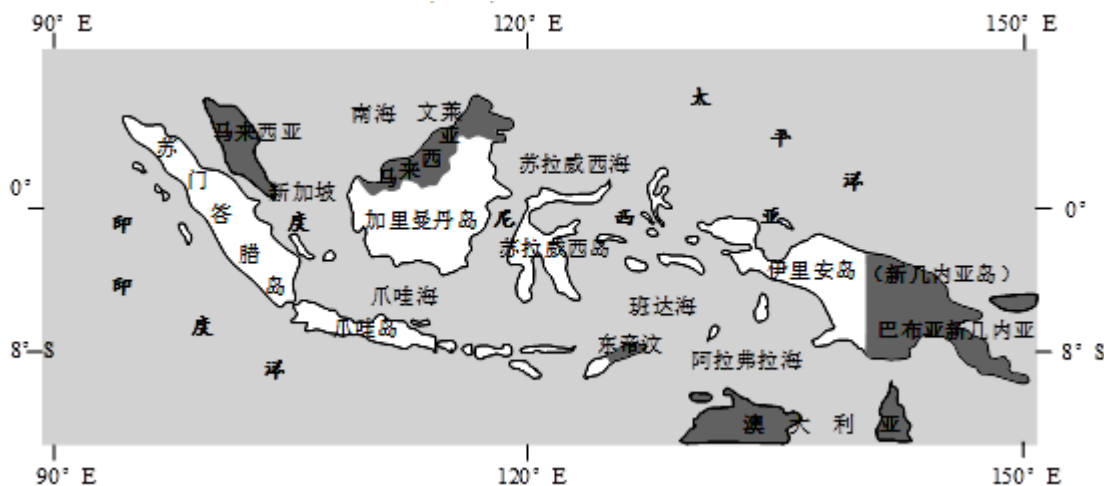 90° E 120° E 150° E
太
平
洋
南海 文莱
马来西亚
马来西亚
苏拉威西海
苏门答腊岛
新加坡
0° 0°
印度尼西亚
加里曼丹岛
苏拉威西岛
伊里安岛 （新几内亚岛）
印
度
洋
爪哇海
班达海
爪哇岛
东帝汶
巴布亚新几内亚
8° S 8° S
阿拉弗拉海
澳大利亚
90° E 120° E 150° E